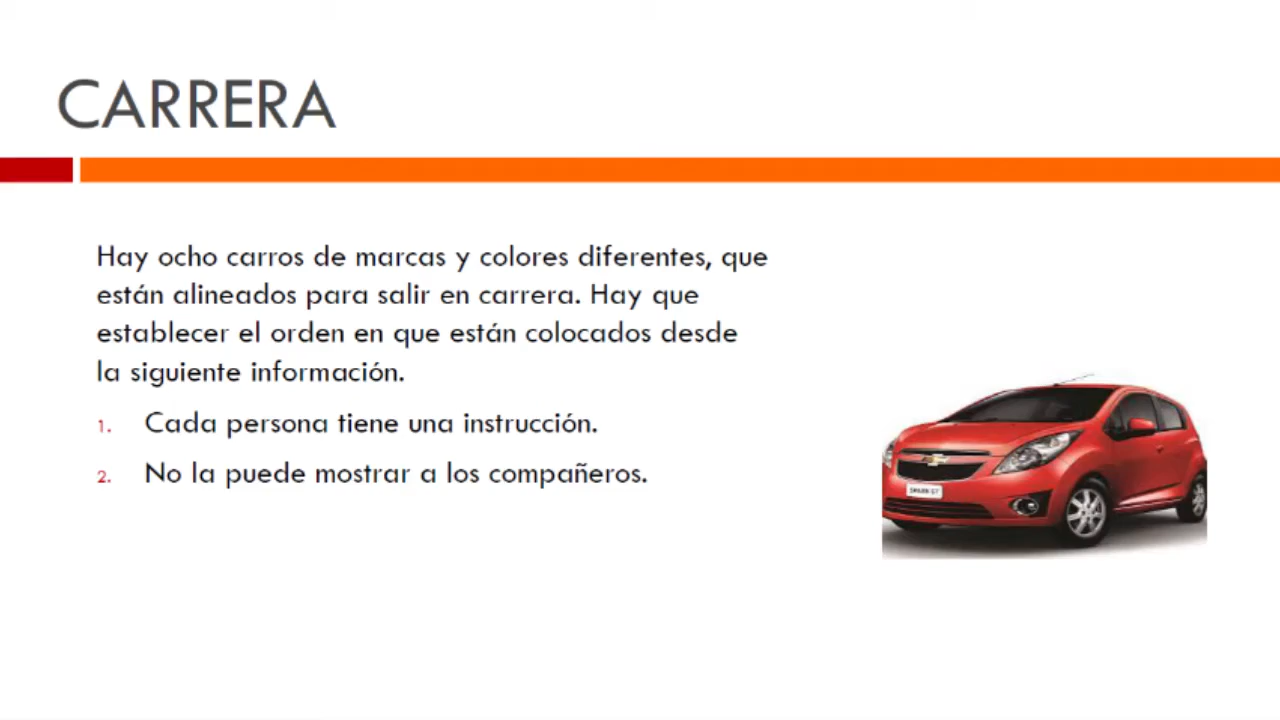 CARRERA
Hay ocho carros de marcas y colores diferentes, que
están alineados para salir en carrera. Hay que
establecer el orden en que están colocados desde
la siguiente información.
1. Cada persona tiene una instrucción.
2. No la puede mostrar a los compañeros.
SPARK GT